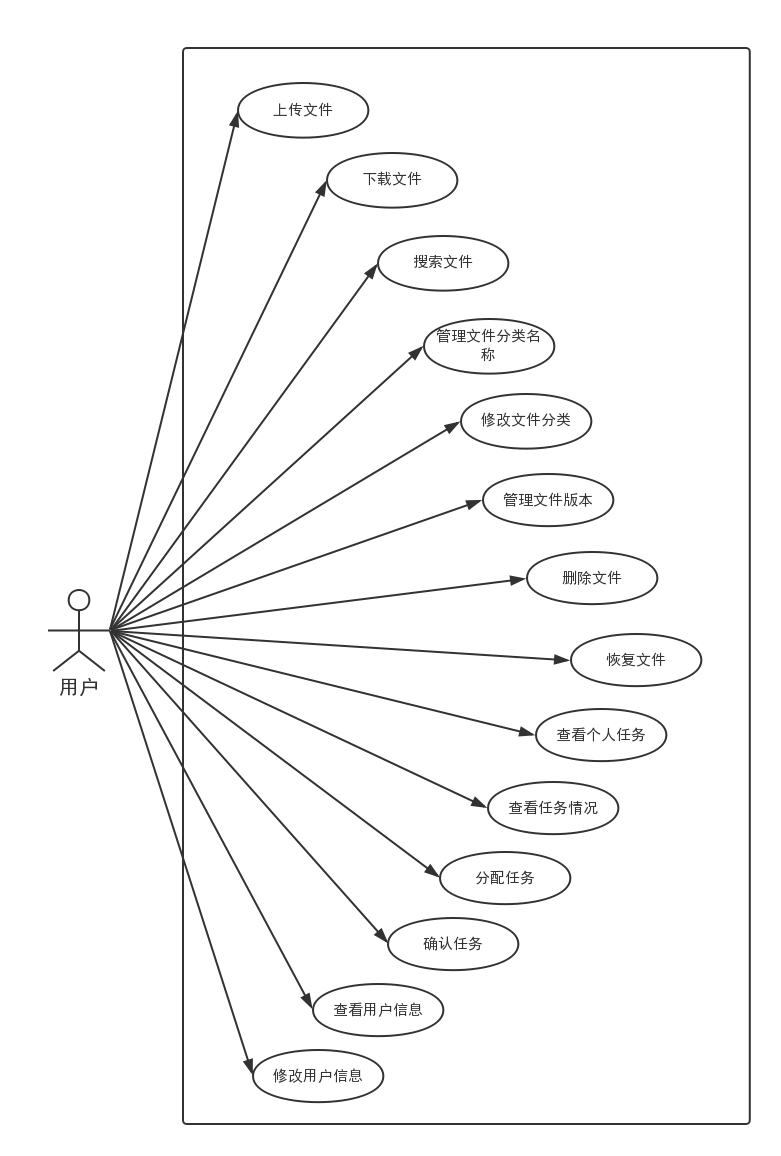 上传文件
下载文件
搜索文件
管理文件分类名
称
修改文件分类
管理文件版本
删除文件
恢复文件
用户
查看个人任务
查看任务情况
分配任务
确认任务
查看用户信息
修改用户信息